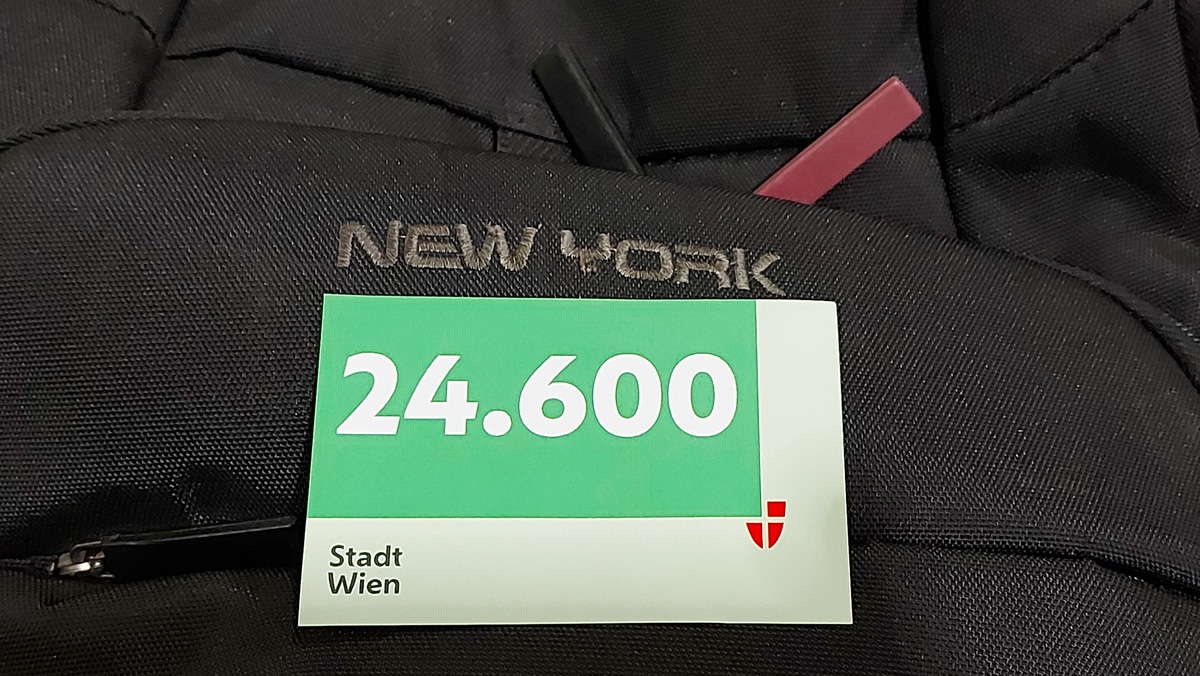 NEW YORK
24.600
Stadt
Wien